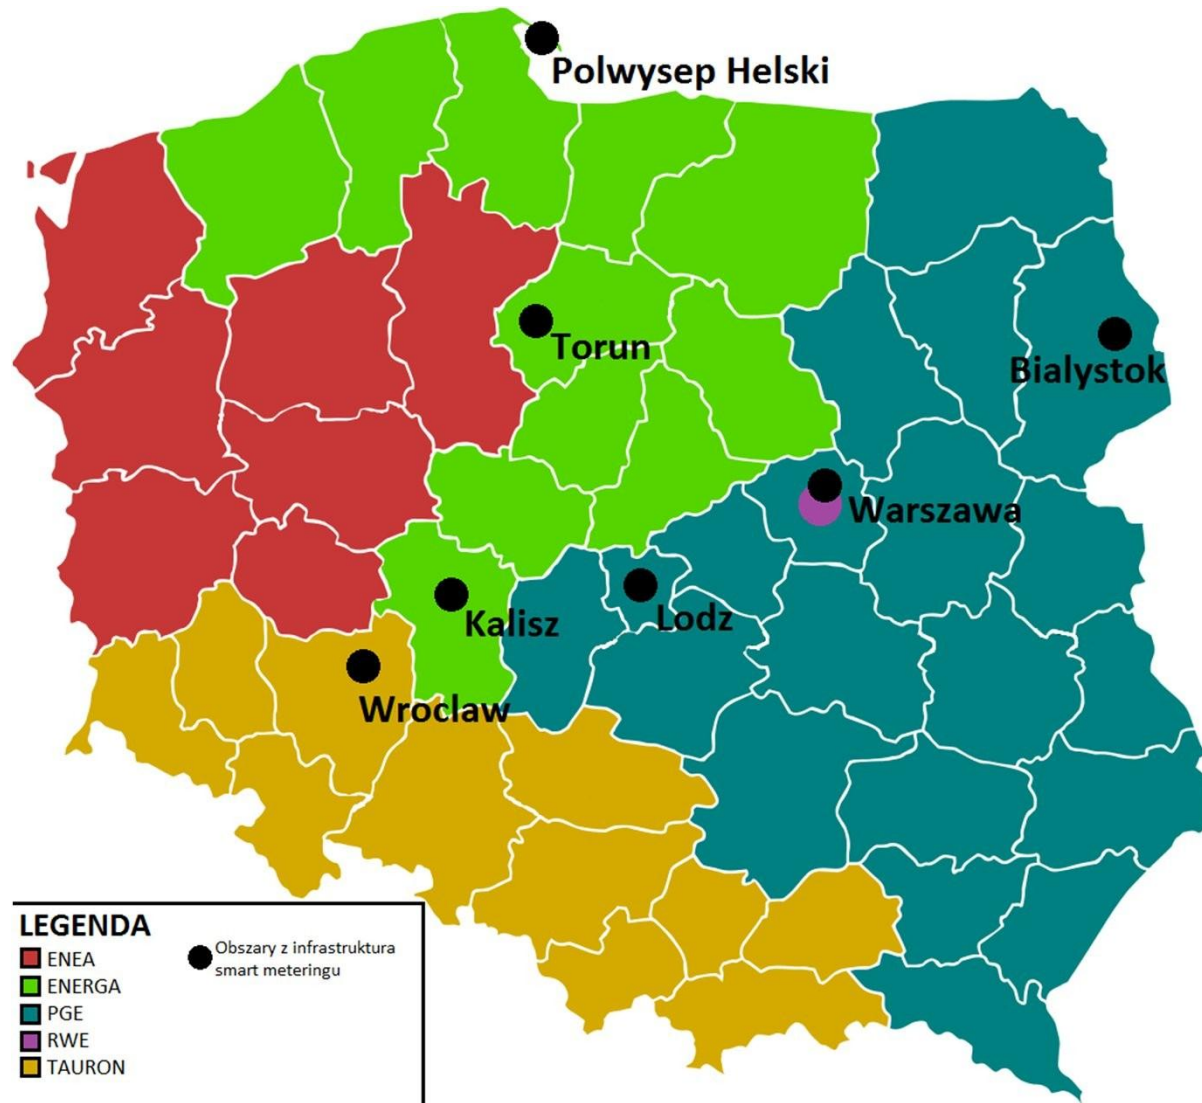 Polwysep Helski
Torun
Bialystok
Warszawa
Kalisz
Lodz
Wroclaw
LEGENDA
ENEA
ENERGA
PGE
RWE
TAURON
Obszary z infrastruktura
smart meteringu